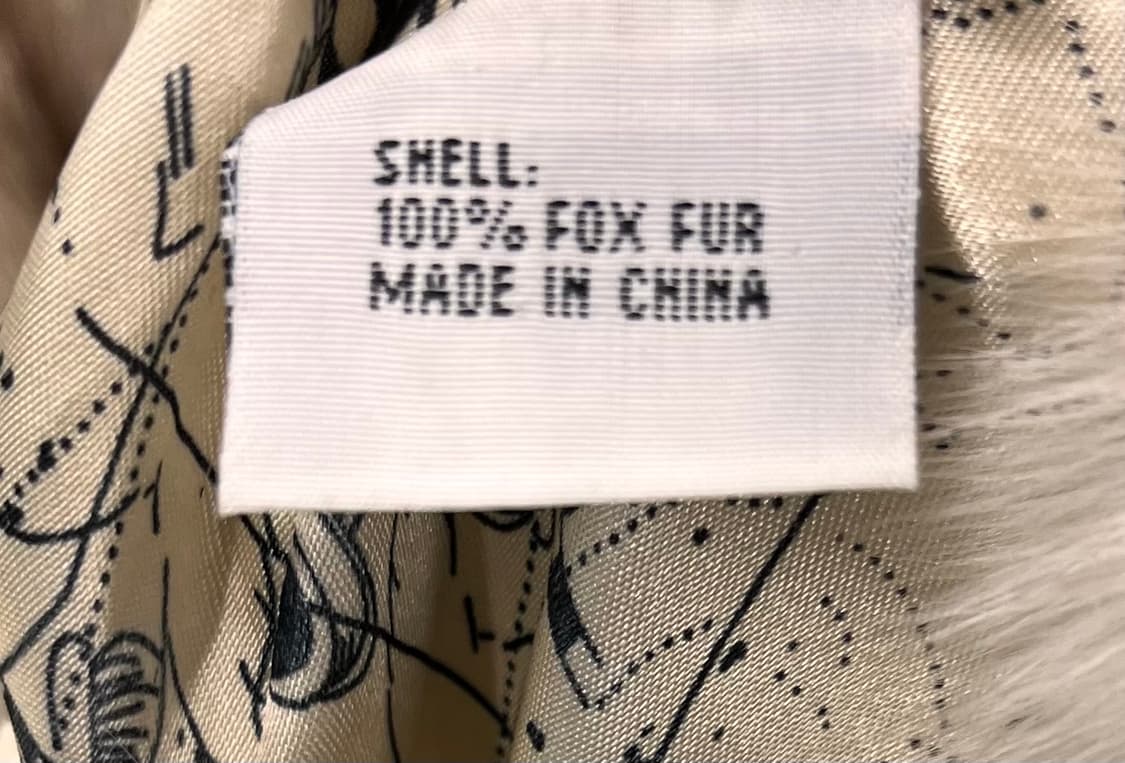 SHELL:
100% FOX FUR
MADE IN CHINA